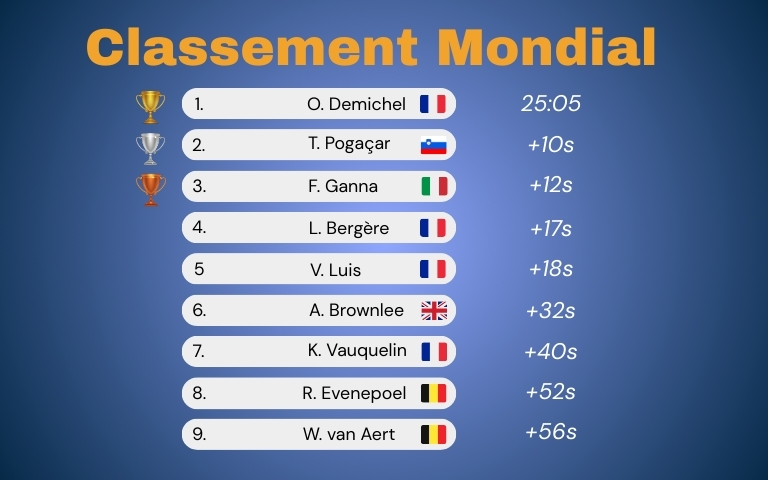 Classement Mondial
1. O. Demichel 25:05
2. T. Pogaçar +10s
3. F. Ganna +12s
4. L. Bergère +17s
5 V. Luis +18s
6. A. Brownlee +32s
7. K. Vauquelin +40s
8. R. Evenepoel +52s
9. W. van Aert +56s